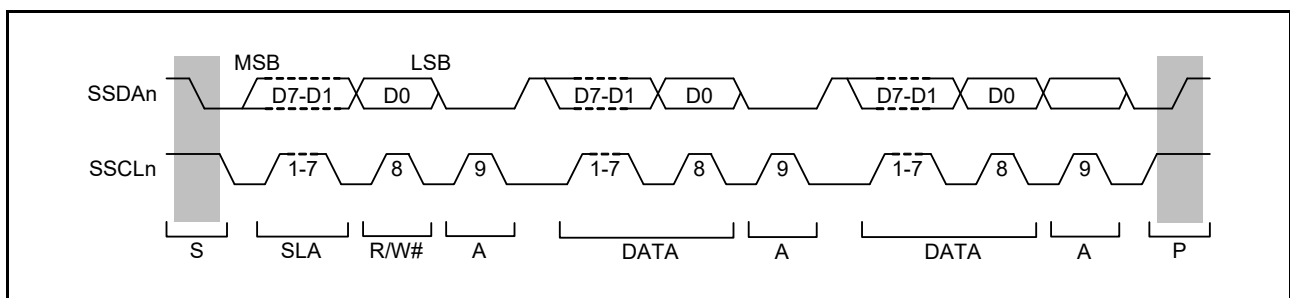 MSB LSB
SSDAn D7-D1 D0 D7-D1 D0 D7-D1 D0
SSCLn 1-7 8 9 1-7 8 9 1-7 8 9
S SLA R/W# A DATA A DATA A P